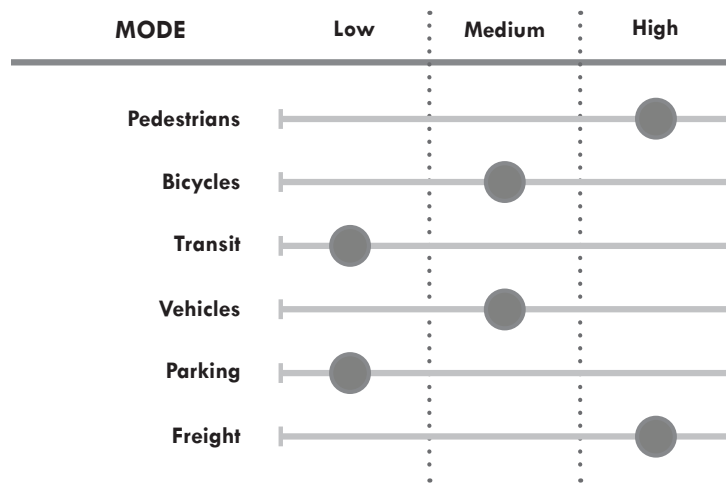 MODE Low Medium High
Pedestrians
Bicycles
Transit
Vehicles
Parking
Freight